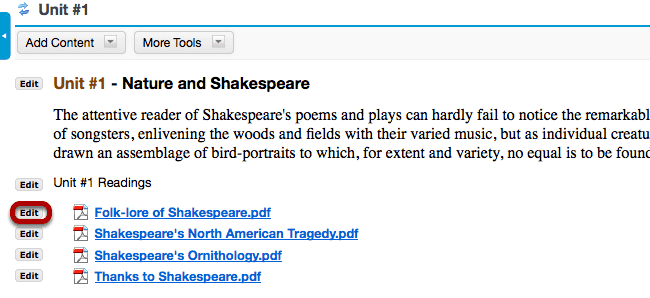 Unit #1
Add Content
More Tools
Edit
Unit #1 - Nature and Shakespeare
The attentive reader of Shakespeare's poems and plays can hardly fail to notice the
of songsters, enlivening the woods and fields with their varied music, but as individual
drawn an assemblage of bird-portraits to which, for extent and variety, no equal is to be
Edit
Unit #1 Readings
Edit
Folk-lore of Shakespeare.pdf
Edit
Shakespeare's North American Tragedy.pdf
Edit
Shakespeare's Ornithology.pdf
Edit
Thanks to Shakespeare.pdf